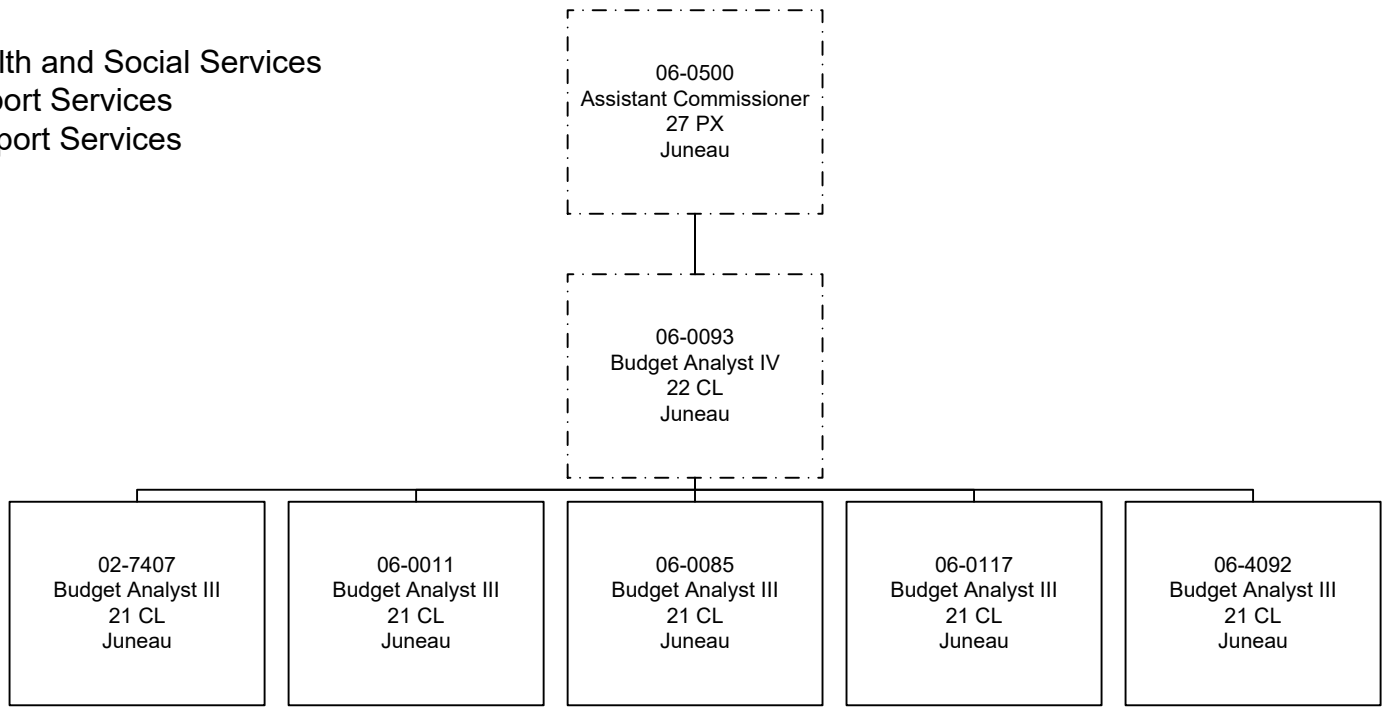 and Social Services
Services
Services
06-0500
Assistant Commissioner
27 PX
Juneau
06-0093
Budget Analyst IV
22 CL
Juneau
02-7407
Budget Analyst III
21 CL
Juneau
06-0011
Budget Analyst III
21 CL
Juneau
06-0085
Budget Analyst III
21 CL
Juneau
06-0117
Budget Analyst III
21 CL
Juneau
06-4092
Budget Analyst III
21 CL
Juneau